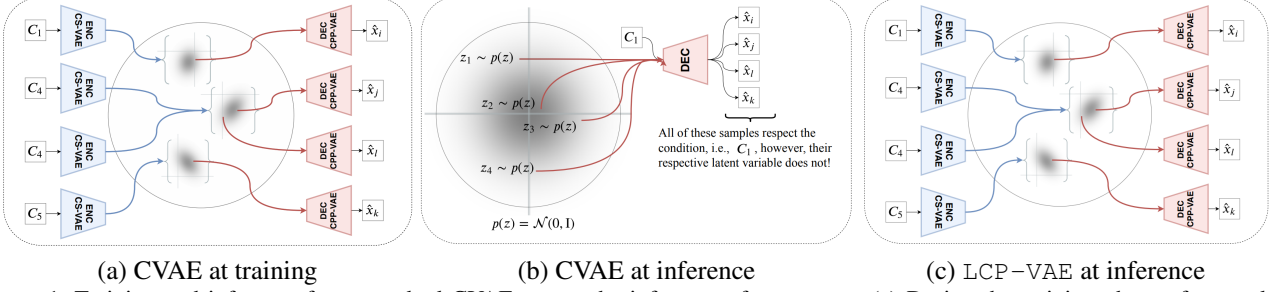 C₁
ENC
CS-VAE
DEC
CPP-VAE
x̂ᵢ
C₄
ENC
CS-VAE
DEC
CPP-VAE
x̂ⱼ
C₄
ENC
CS-VAE
DEC
CPP-VAE
x̂ₗ
C₅
ENC
CS-VAE
DEC
CPP-VAE
x̂ₖ
(a) CVAE at training
z₁ ~ p(z)
z₂ ~ p(z)
z₃ ~ p(z)
z₄ ~ p(z)
p(z) = 𝒩(0, I)
C₁
DEC
x̂ᵢ
x̂ⱼ
x̂ₗ
x̂ₖ
All of these samples respect the
condition, i.e., C₁, however, their
respective latent variable does not!
(b) CVAE at inference
C₁
ENC
CS-VAE
DEC
CPP-VAE
x̂ᵢ
C₄
ENC
CS-VAE
DEC
CPP-VAE
x̂ⱼ
C₄
ENC
CS-VAE
DEC
CPP-VAE
x̂ₗ
C₅
ENC
CS-VAE
DEC
CPP-VAE
x̂ₖ
(c) LCP-VAE at inference